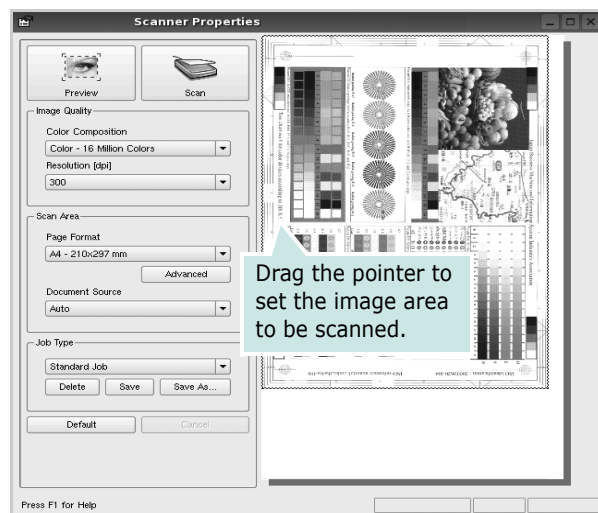 Scanner Properties
Preview
Scan
Image Quality
Color Composition
Color - 16 Million Colors
Resolution [dpi]
300
Scan Area
Page Format
A4 - 210x297 mm
Advanced
Document Source
Auto
Job Type
Standard Job
Delete
Save
Save As...
Default
Cancel
Drag the pointer to
set the image area
to be scanned.
Press F1 for Help